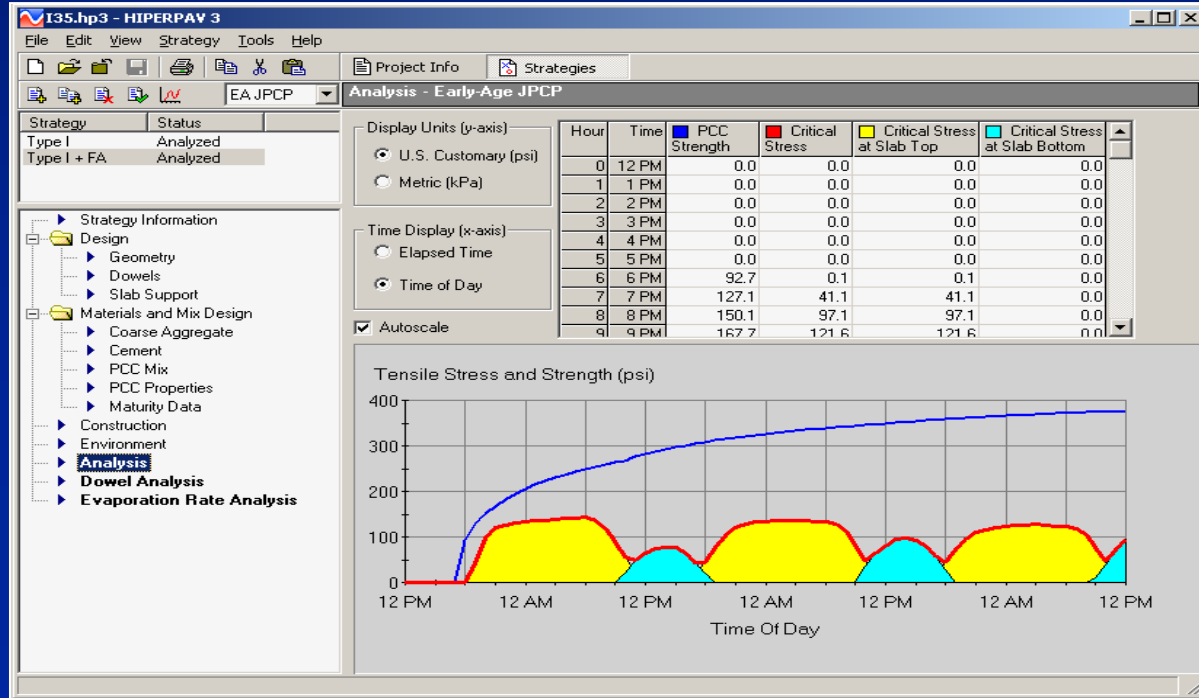 I35.hp3 - HIPERPAV 3
File Edit View Strategy Tools Help
Project Info Strategies
EA JPCP
Analysis - Early-Age JPCP
Strategy Status
Type I Analyzed
Type I + FA Analyzed
Strategy Information
Design
Geometry
Dowels
Slab Support
Materials and Mix Design
Coarse Aggregate
Cement
PCC Mix
PCC Properties
Maturity Data
Construction
Environment
Analysis
Dowel Analysis
Evaporation Rate Analysis
Display Units (y-axis)
U.S. Customary (psi)
Metric (kPa)
Time Display (x-axis)
Elapsed Time
Time of Day
Autoscale
Hour Time PCC Strength Critical Stress Critical Stress at Slab Top Critical Stress at Slab Bottom
0 12 PM 0.0 0.0 0.0 0.0
1 1 PM 0.0 0.0 0.0 0.0
2 2 PM 0.0 0.0 0.0 0.0
3 3 PM 0.0 0.0 0.0 0.0
4 4 PM 0.0 0.0 0.0 0.0
5 5 PM 0.0 0.0 0.0 0.0
6 6 PM 92.7 0.1 0.1 0.0
7 7 PM 127.1 41.1 41.1 0.0
8 8 PM 150.1 97.1 97.1 0.0
9 9 PM 167.7 121.6 121.6 0.0
Tensile Stress and Strength (psi)
400
300
200
100
0
12 PM 12 AM 12 PM 12 AM 12 PM 12 AM 12 PM
Time Of Day